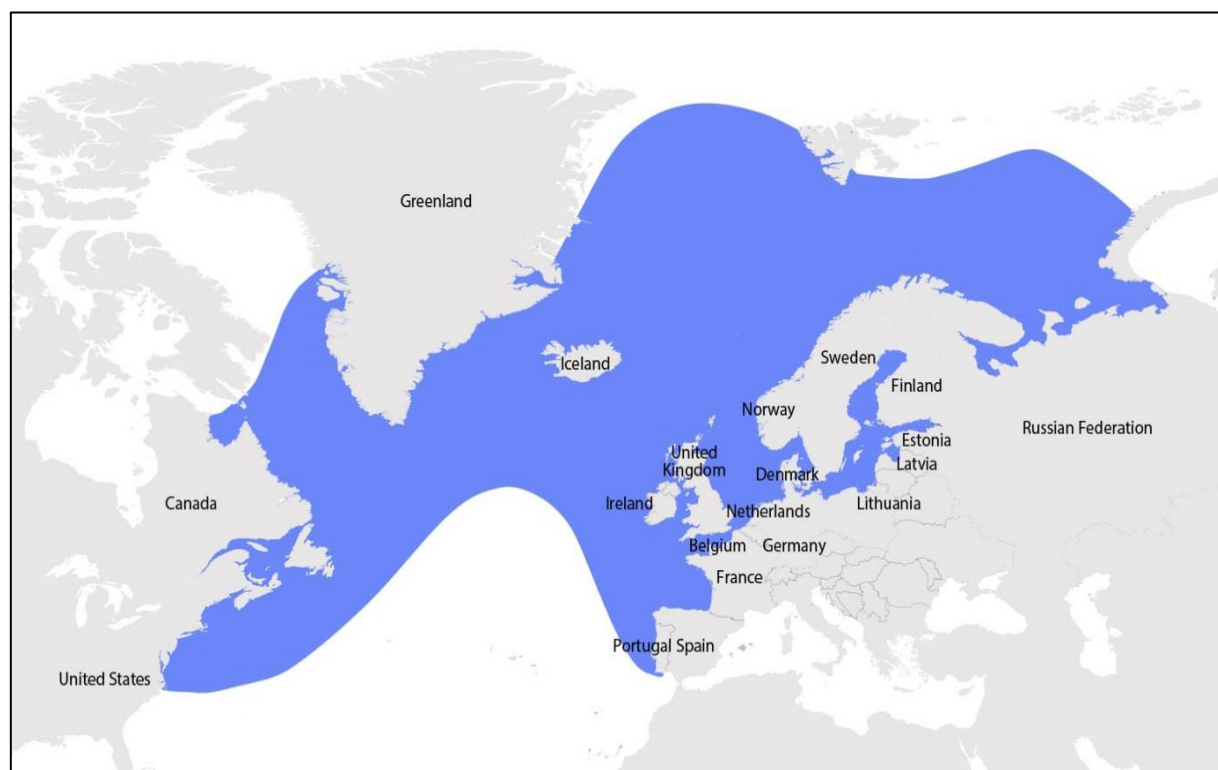 Greenland
Iceland
Sweden
Finland
Norway
Russian Federation
Estonia
United
Kingdom
Latvia
Denmark
Canada
Ireland
Netherlands
Lithuania
Belgium
Germany
France
Portugal Spain
United States